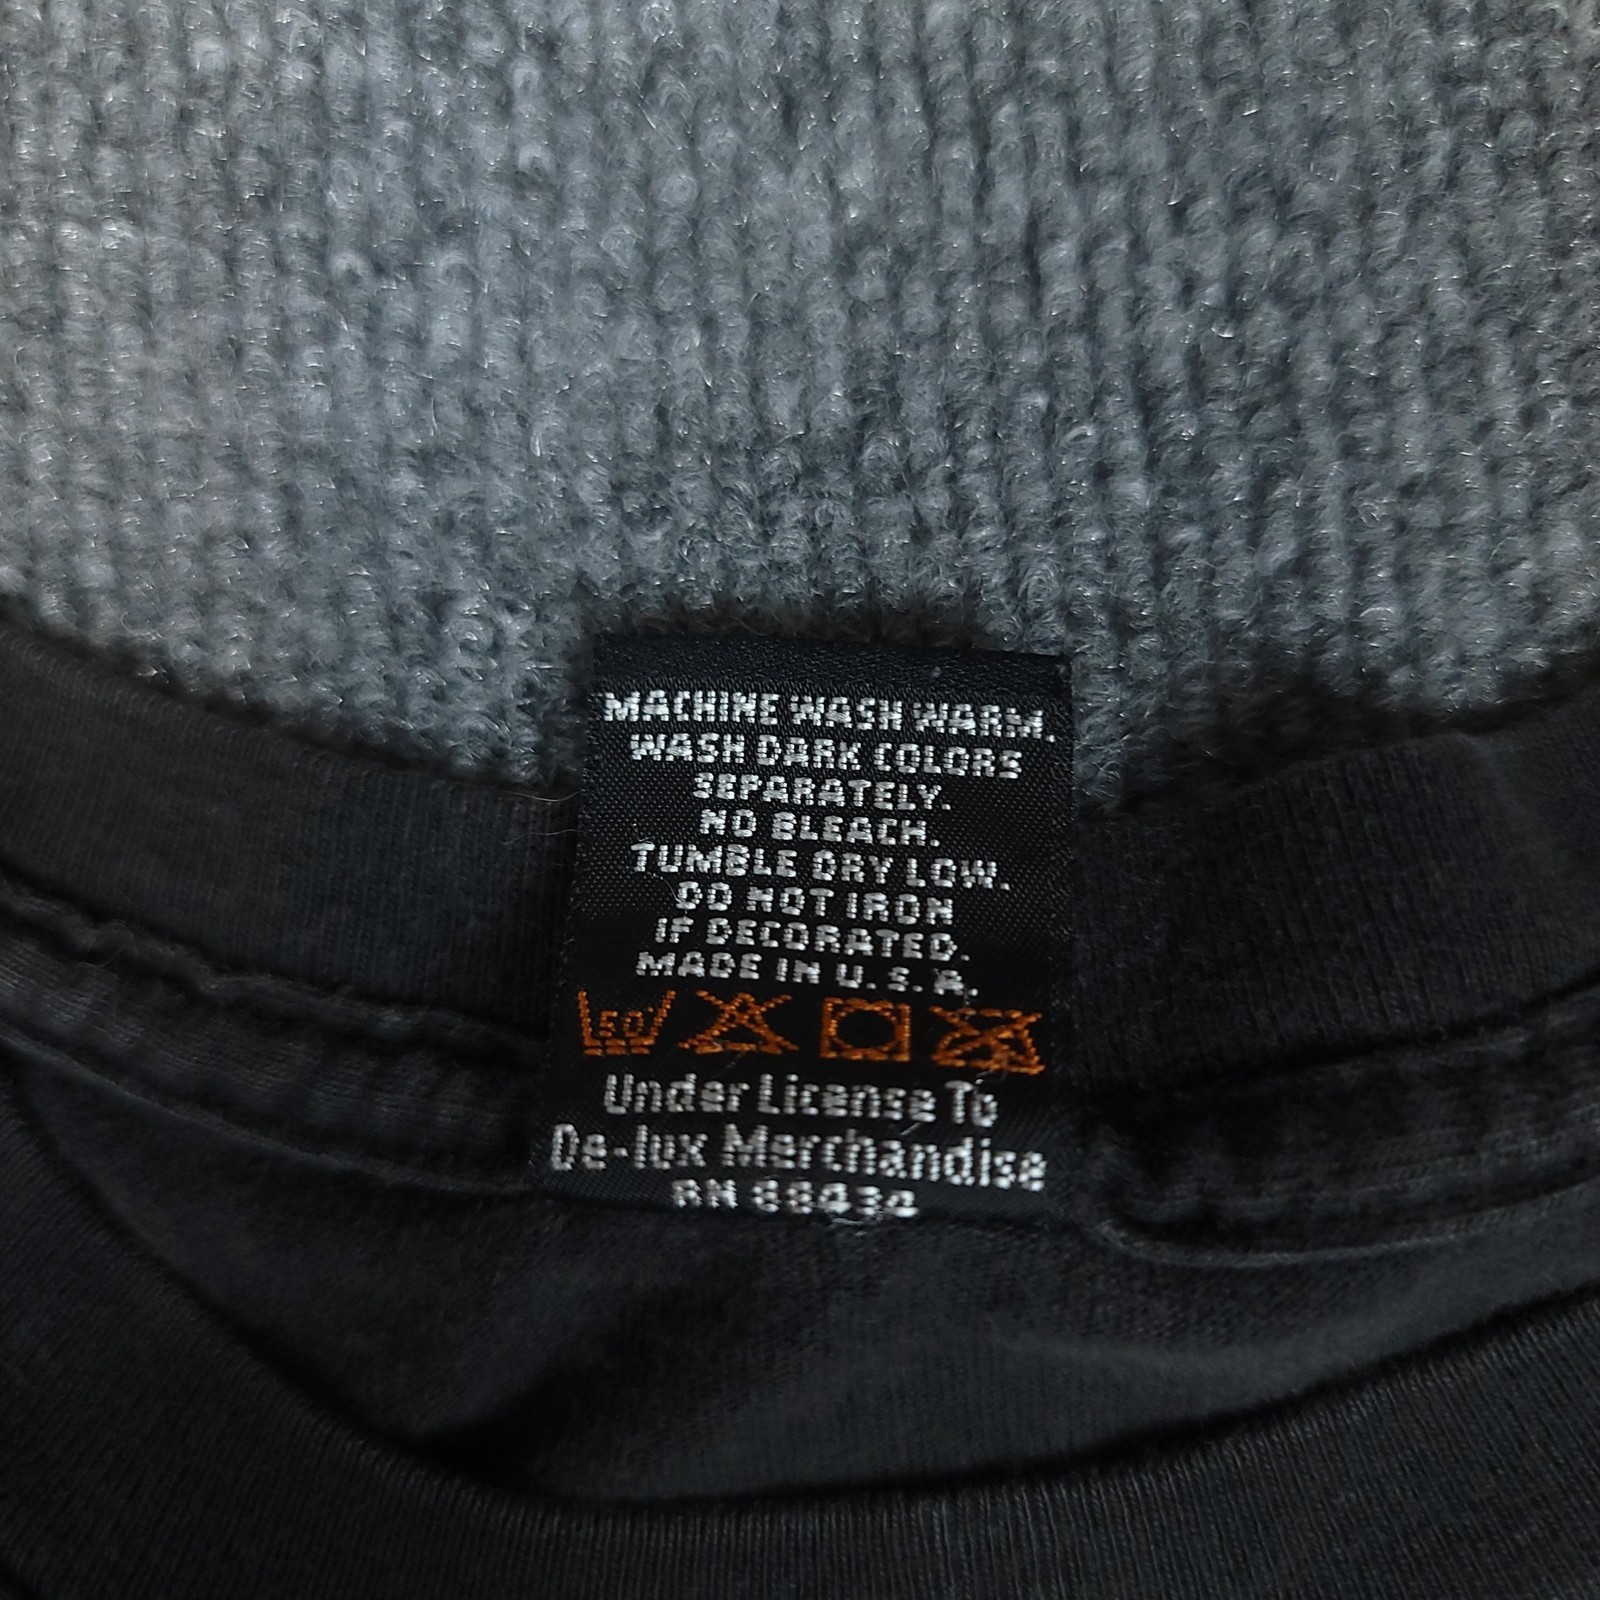 MACHINE WASH WARM.
WASH DARK COLORS
SEPARATELY.
NO BLEACH.
TUMBLE DRY LOW.
DO NOT IRON
IF DECORATED.
MADE IN U.S.A.
50°
Under License To
De-lux Merchandise
RN